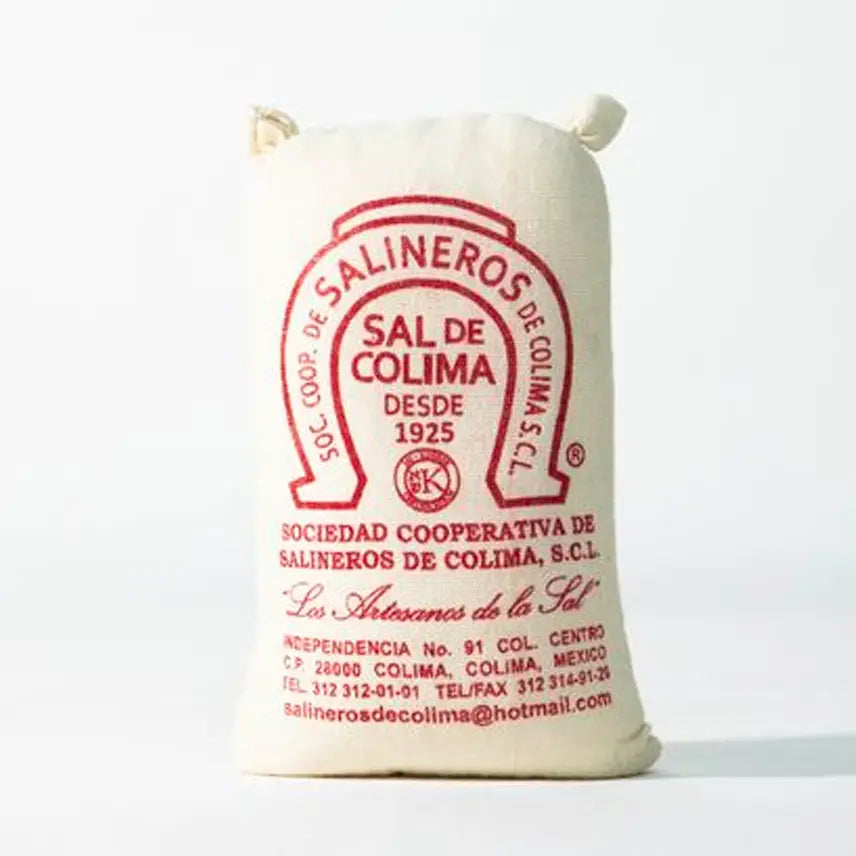 SOC. COOP. DE SALINEROS DE COLIMA S.C.L.
SAL DE
COLIMA
DESDE
1925
K
®
SOCIEDAD COOPERATIVA DE
SALINEROS DE COLIMA, S.C.L.
"Los Artesanos de la Sal"
INDEPENDENCIA No. 91 COL. CENTRO
C.P. 28000 COLIMA, COLIMA, MEXICO
TEL. 312 312-01-01 TEL/FAX 312 314-91-20
salinerosdecolima@hotmail.com